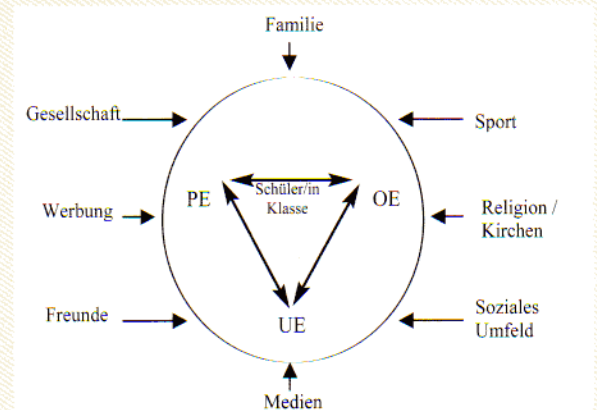 Familie
Gesellschaft
Sport
Schüler/in
Klasse
PE
OE
Werbung
Religion /
Kirchen
Freunde
Soziales
Umfeld
UE
Medien